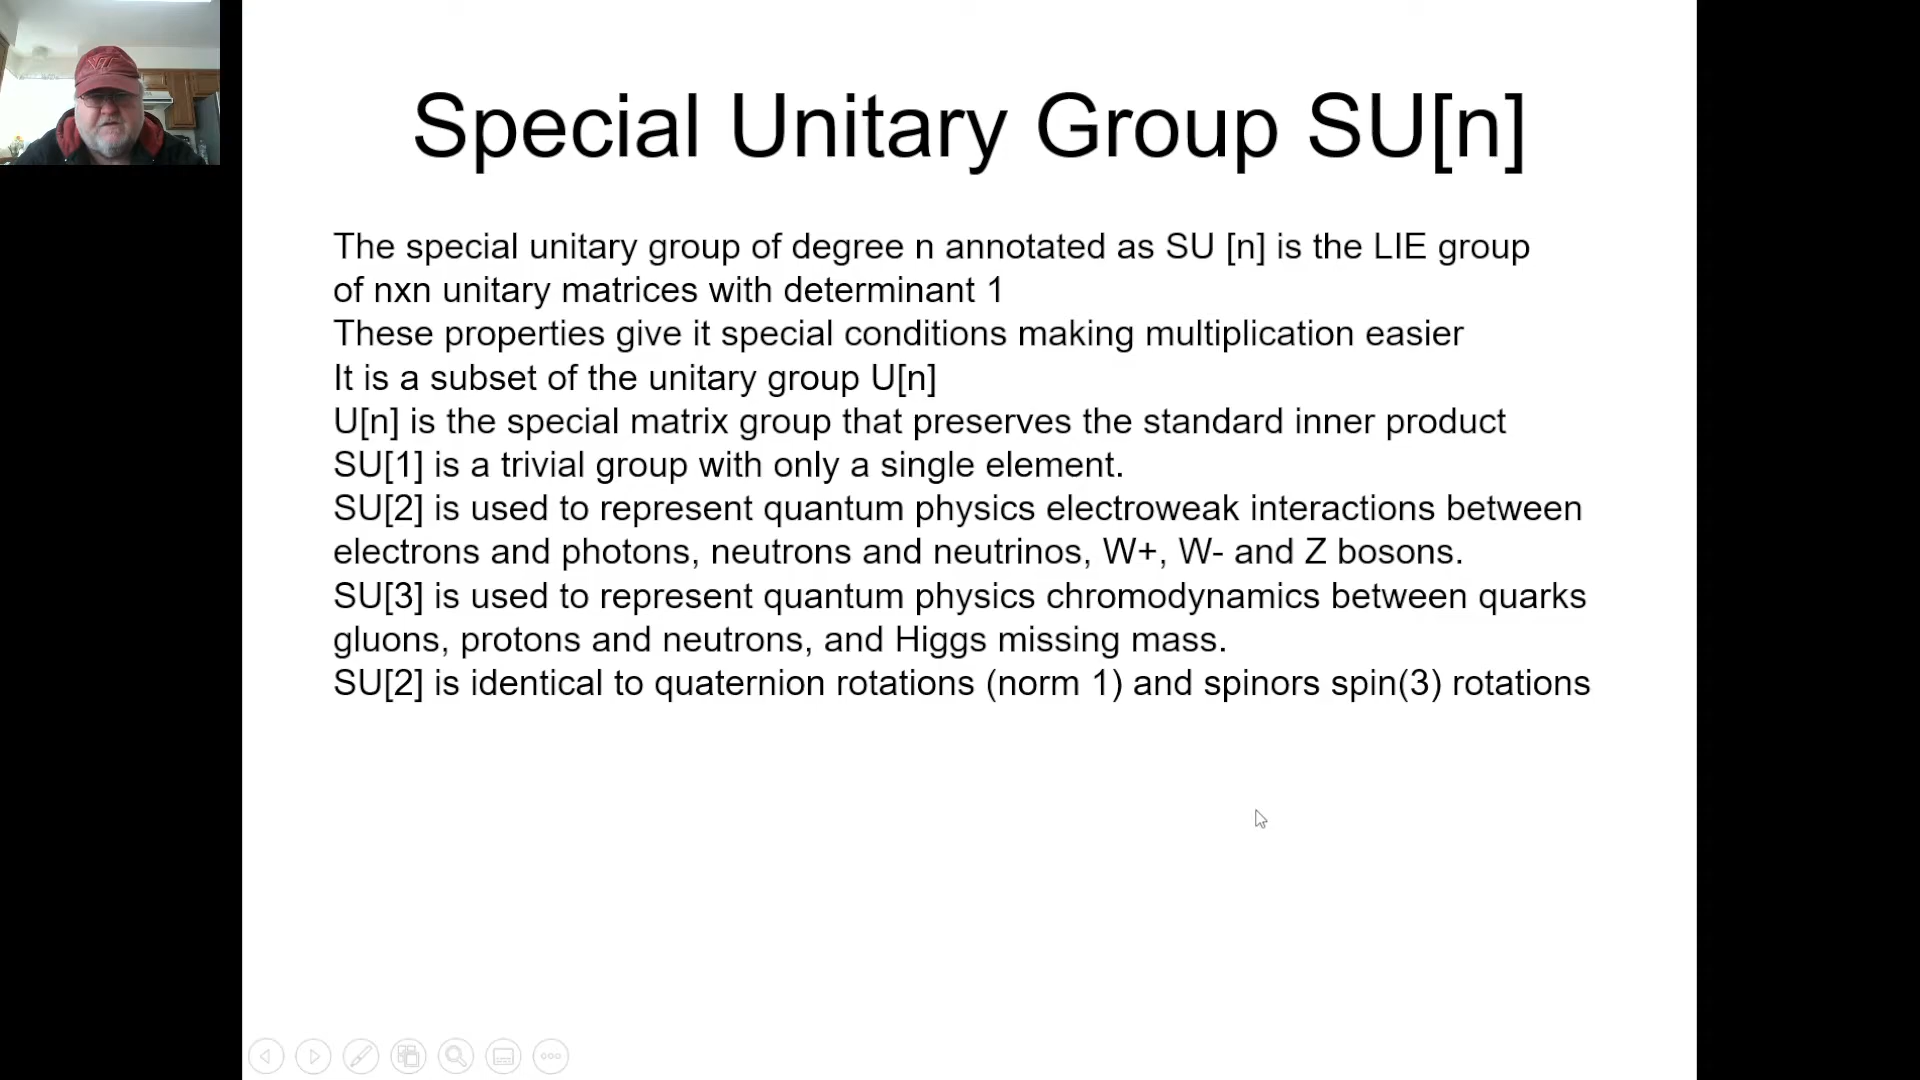 Special Unitary Group SU[n]
The special unitary group of degree n annotated as SU [n] is the LIE group
of nxn unitary matrices with determinant 1
These properties give it special conditions making multiplication easier
It is a subset of the unitary group U[n]
U[n] is the special matrix group that preserves the standard inner product
SU[1] is a trivial group with only a single element.
SU[2] is used to represent quantum physics electroweak interactions between
electrons and photons, neutrons and neutrinos, W+, W- and Z bosons.
SU[3] is used to represent quantum physics chromodynamics between quarks
gluons, protons and neutrons, and Higgs missing mass.
SU[2] is identical to quaternion rotations (norm 1) and spinors spin(3) rotations